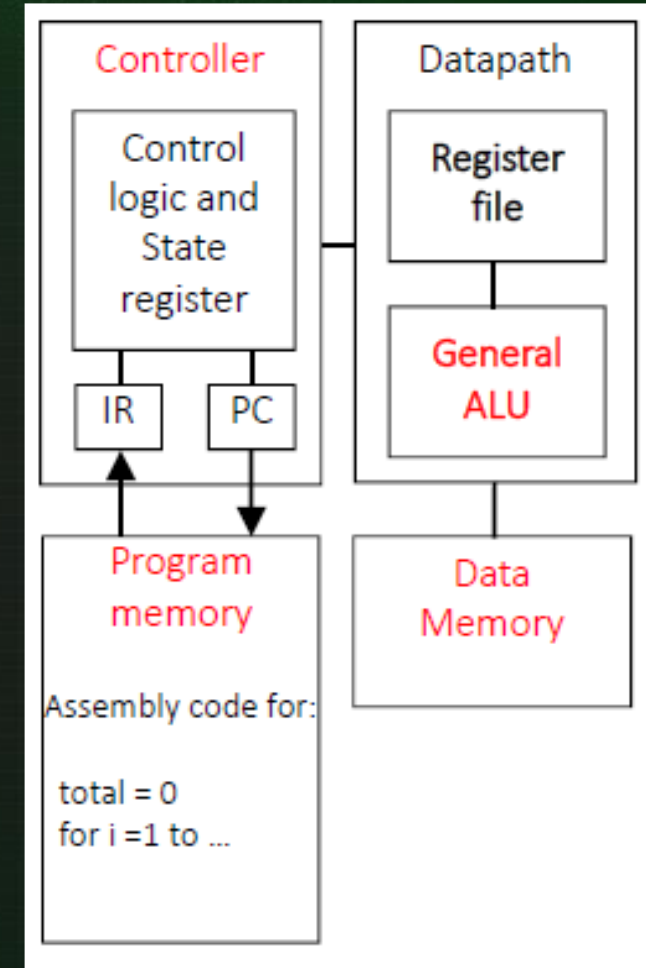 Controller
Control
logic and
State
register
IR
PC
Datapath
Register
file
General
ALU
Program
memory
Assembly code for:
total = 0
for i =1 to ...
Data
Memory